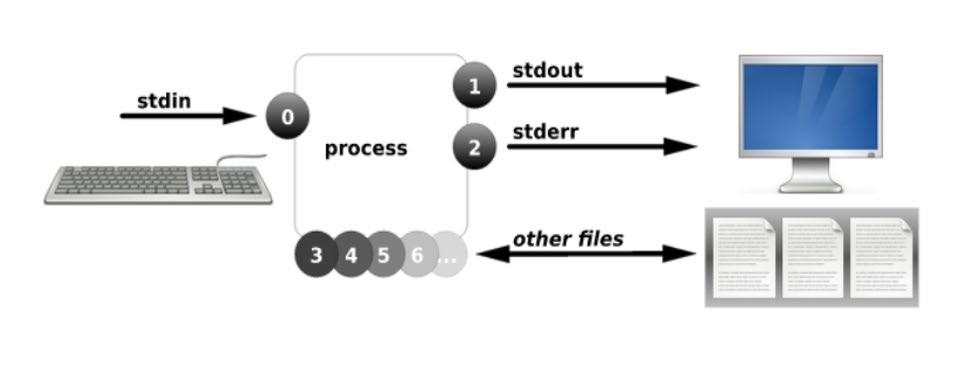 stdin
0
process
1
stdout
2
stderr
3 4 5 6 ...
other files